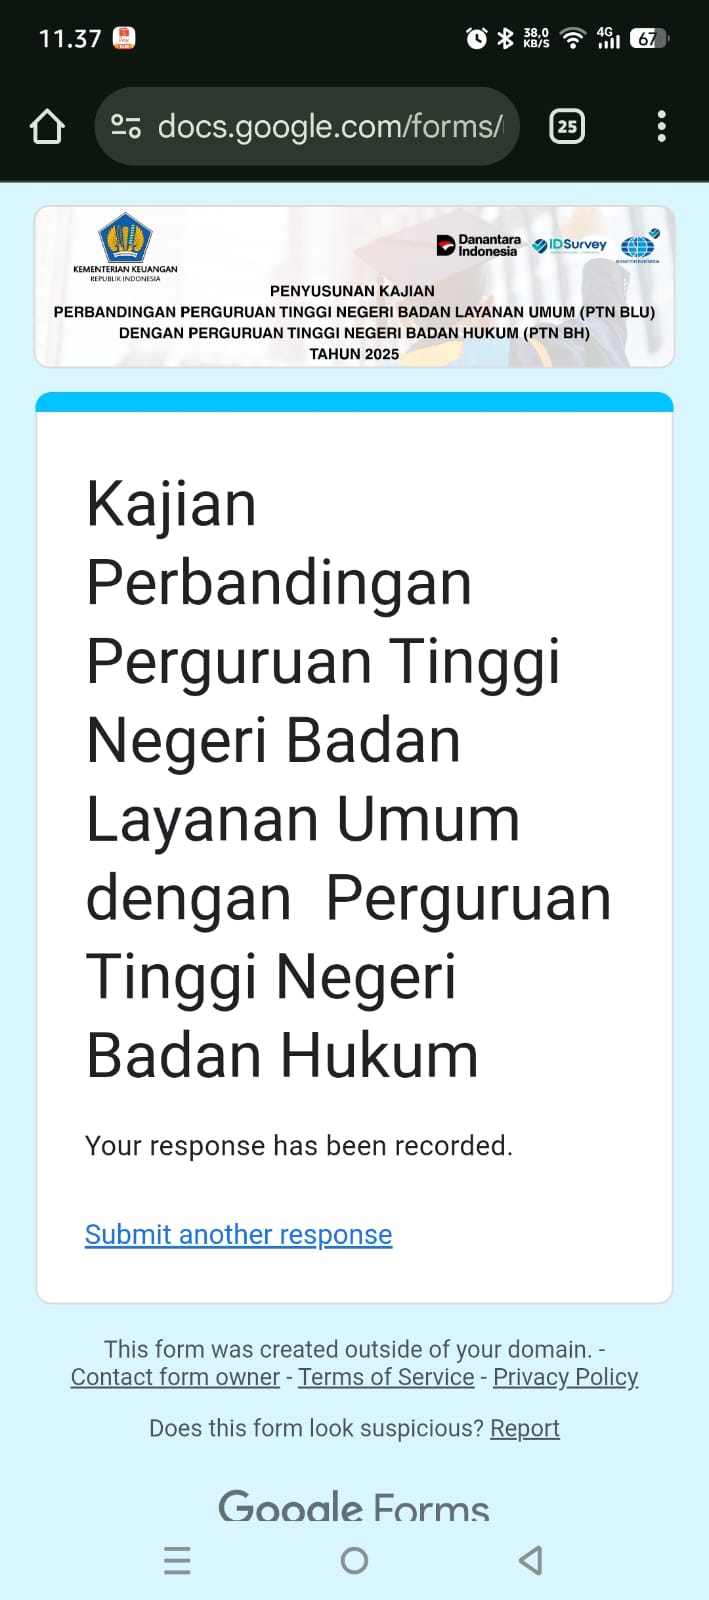 11.37
38,0
KB/S
4G
67
docs.google.com/forms/
25
KEMENTERIAN KEUANGAN
REPUBLIK INDONESIA
Danantara
Indonesia
IDSurvey
SURVEYOR INDONESIA
PENYUSUNAN KAJIAN
PERBANDINGAN PERGURUAN TINGGI NEGERI BADAN LAYANAN UMUM (PTN BLU)
DENGAN PERGURUAN TINGGI NEGERI BADAN HUKUM (PTN BH)
TAHUN 2025
Kajian
Perbandingan
Perguruan Tinggi
Negeri Badan
Layanan Umum
dengan  Perguruan
Tinggi Negeri
Badan Hukum
Your response has been recorded.
Submit another response
This form was created outside of your domain. -
Contact form owner - Terms of Service - Privacy Policy
Does this form look suspicious? Report
Google Forms